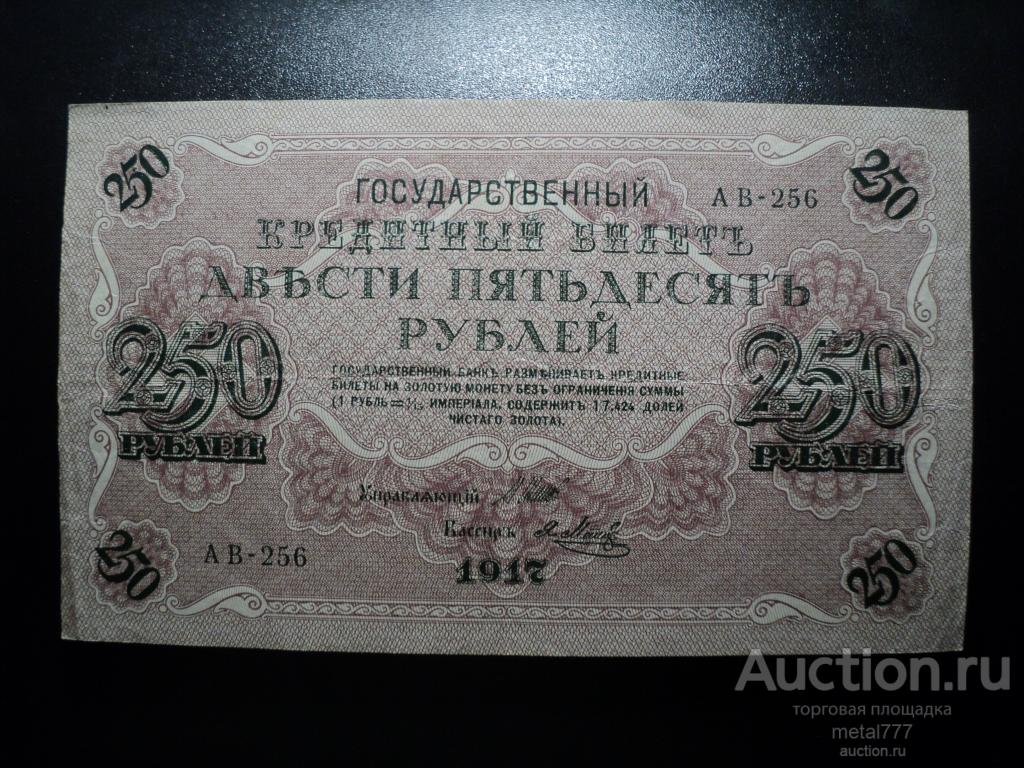 250
250
ГОСУДАРСТВЕННЫЙ
АВ-256
КРЕДИТНЫЙ БИЛЕТЪ
ДВѢСТИ ПЯТЬДЕСЯТЪ
РУБЛЕЙ
250
РУБЛЕЙ
250
РУБЛЕЙ
ГОСУДАРСТВЕННЫЙ БАНКЪ РАЗМѢНИВАЕТЪ КРЕДИТНЫЕ
БИЛЕТЫ НА ЗОЛОТУЮ МОНЕТУ БЕЗЪ ОГРАНИЧЕНІЯ СУММЫ
(1 РУБЛЬ = 1/15 ИМПЕРІАЛА, СОДЕРЖИТЪ 17,424 ДОЛЕЙ
ЧИСТАГО ЗОЛОТА).
Управляющій
Кассиръ
АВ-256
1917
250
250
Auction.ru
торговая площадка
metal777
auction.ru